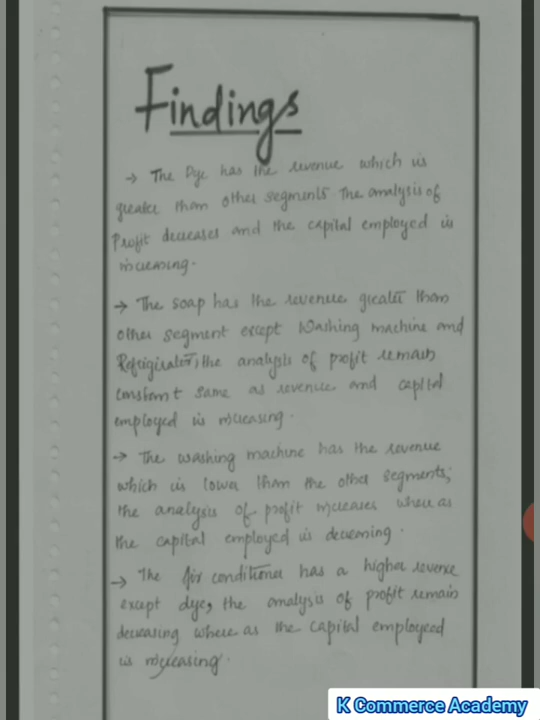 Findings
→ The Dye has the revenue which is
greater than other segments The analysis of
Profit decreases and the capital employed is
increasing.
→ The soap has the revenue greater than
other segment except Washing machine and
Refrigirator, the analysis of profit remain
constant same as revenue and capital
employed is increasing.
→ The washing machine has the revenue
which is lower than the other segments;
the analysis of profit increases where as
the capital employed is decreming.
→ The Air conditioner has a higher revenue
except dye, the analysis of profit remain
decreasing where as the capital employeed
is increasing.
K Commerce Academy